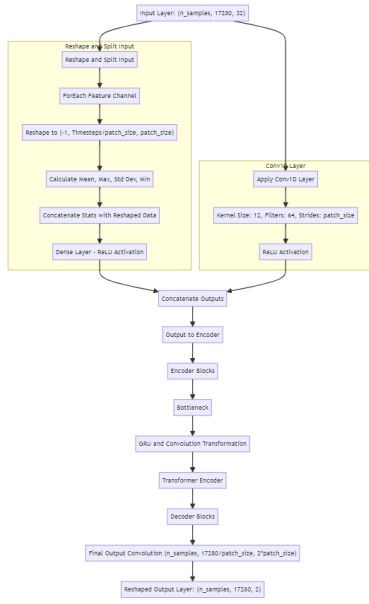 Input Layer: (n_samples, 17280, 32)
Reshape and Split Input
Reshape and Split Input
ForEach Feature Channel
Reshape to (-1, Timesteps/patch_size, patch_size)
Calculate Mean, Max, Std Dev, Min
Concatenate Stats with Reshaped Data
Dense Layer - ReLU Activation
Conv1D Layer
Apply Conv1D Layer
Kernel Size: 12, Filters: 64, Strides: patch_size
ReLU Activation
Concatenate Outputs
Output to Encoder
Encoder Blocks
Bottleneck
GRU and Convolution Transformation
Transformer Encoder
Decoder Blocks
Final Output Convolution (n_samples, 17280/patch_size, 2*patch_size)
Reshaped Output Layer: (n_samples, 17280, 2)